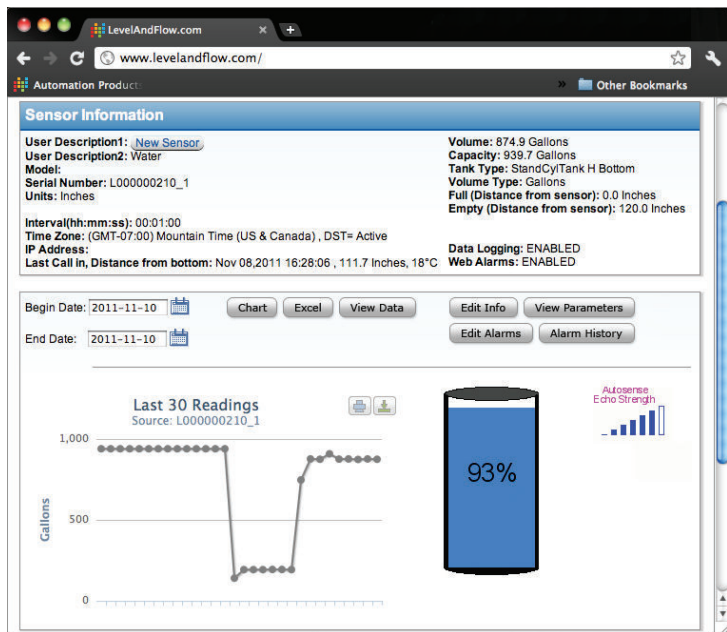 LevelAndFlow.com
www.levelandflow.com/
Automation Product
» Other Bookmarks
Sensor Information
User Description1: New Sensor
User Description2: Water
Model:
Serial Number: L000000210_1
Units: Inches
Interval(hh:mm:ss): 00:01:00
Time Zone: (GMT-07:00) Mountain Time (US & Canada) , DST= Active
IP Address:
Last Call in, Distance from bottom: Nov 08,2011 16:28:06 , 111.7 Inches, 18°C
Volume: 874.9 Gallons
Capacity: 939.7 Gallons
Tank Type: StandCylTank H Bottom
Volume Type: Gallons
Full (Distance from sensor): 0.0 Inches
Empty (Distance from sensor): 120.0 Inches
Data Logging: ENABLED
Web Alarms: ENABLED
Begin Date: 2011-11-10
End Date: 2011-11-10
Chart Excel View Data
Edit Info View Parameters
Edit Alarms Alarm History
Last 30 Readings
Source: L000000210_1
1,000
500
0
Gallons
93%
Autosense
Echo Strength